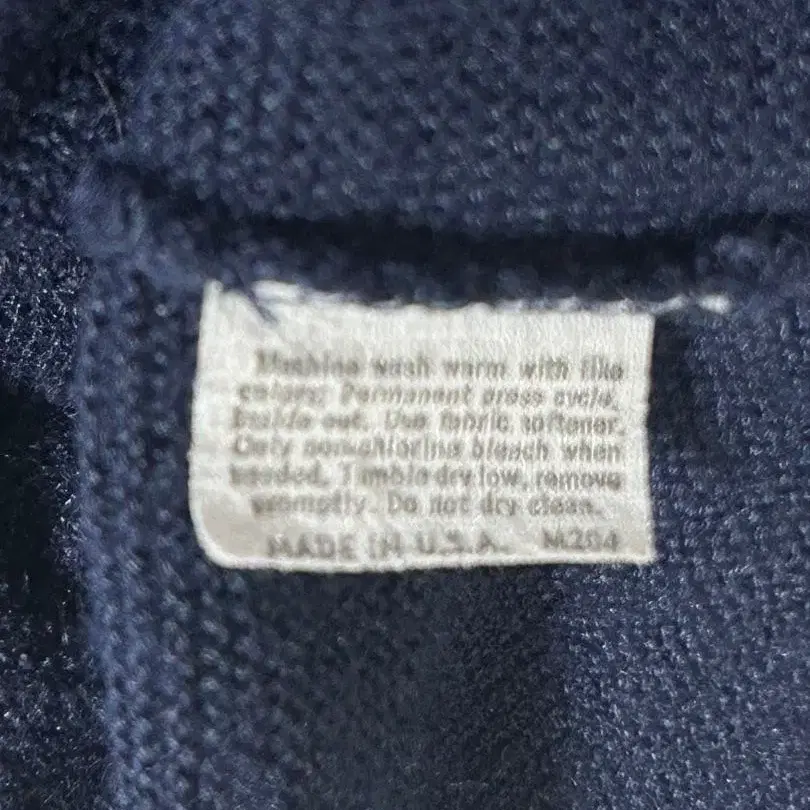 Machine wash warm with like
colors; Permanent press cycle,
Inside out. Use fabric softener.
Only nonchlorine bleach when
needed. Tumble dry low, remove
promptly. Do not dry clean.
MADE IN U.S.A. M204